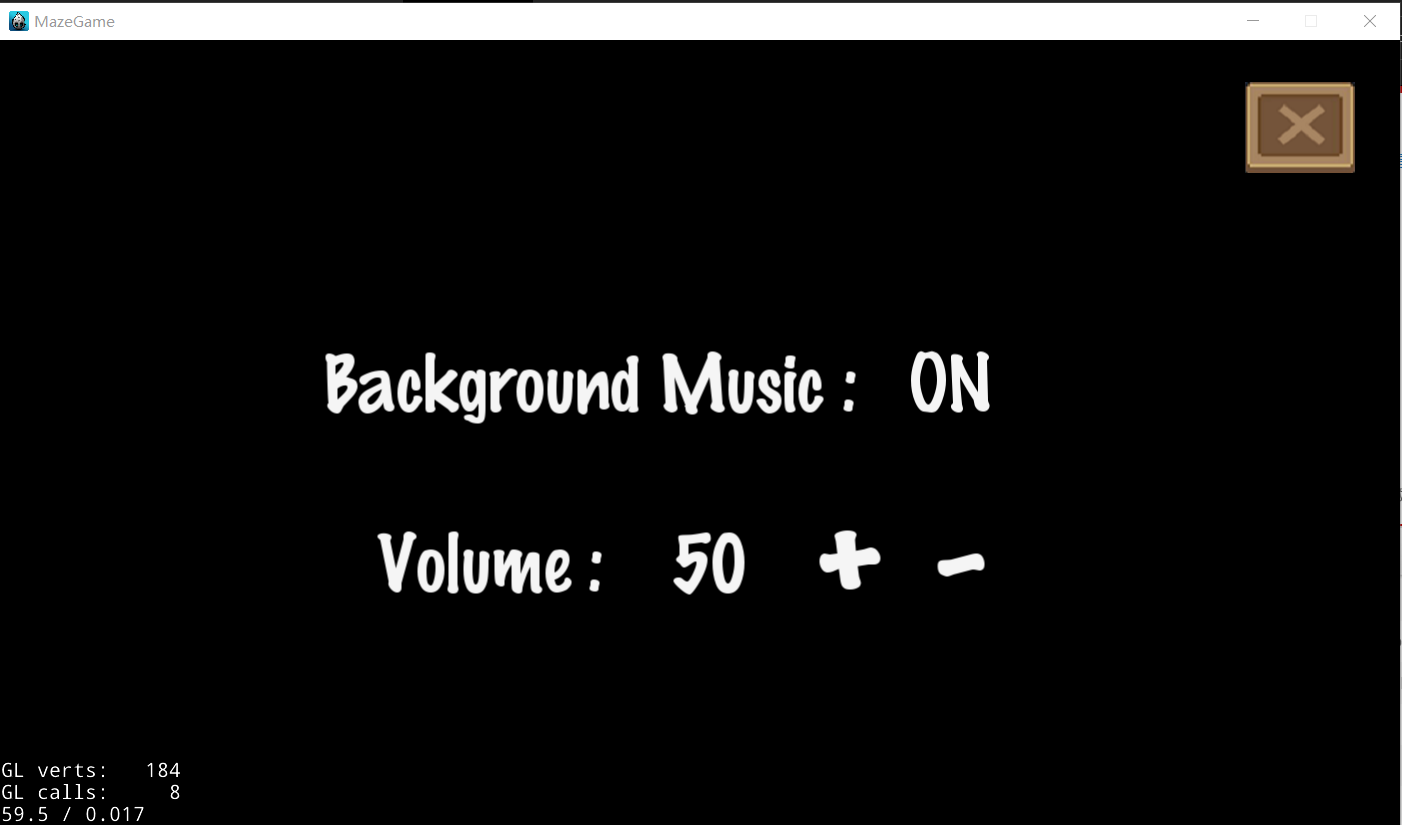 MazeGame
Background Music : ON
Volume : 50 + -
GL verts: 184
GL calls: 8
59.5 / 0.017